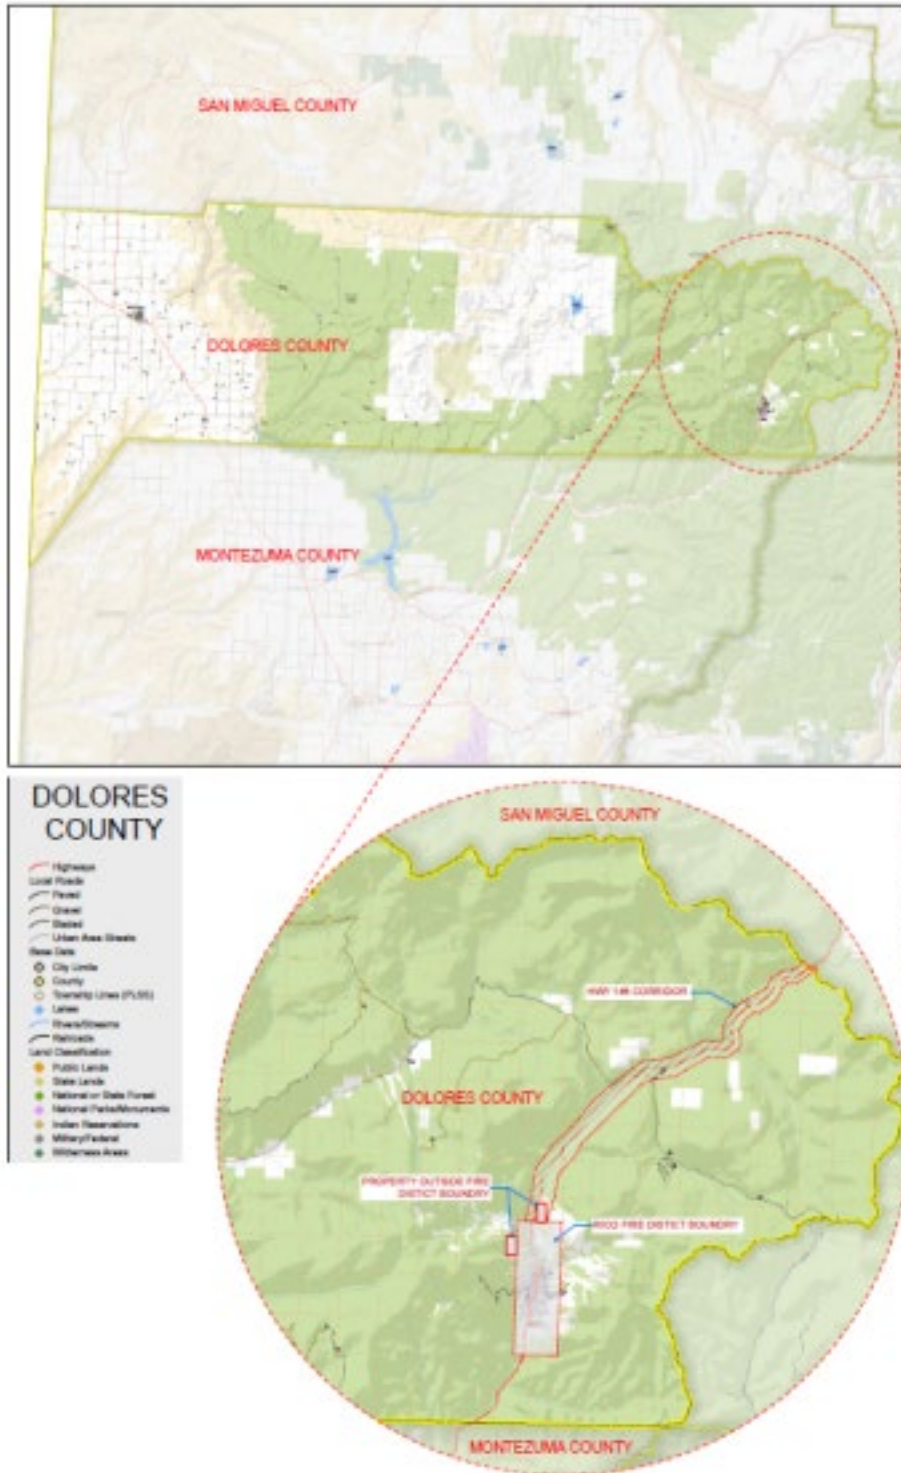 SAN MIGUEL COUNTY
DOLORES COUNTY
MONTEZUMA COUNTY
DOLORES
COUNTY
Highways
Local Roads
Paved
Gravel
Bladed
Urban Area Streets
Base Data
City Limits
County
Township Lines (PLSS)
Lakes
Rivers/Streams
Railroads
Land Classification
Public Lands
State Lands
National or State Forest
National Parks/Monuments
Indian Reservations
Military/Federal
Wilderness Areas
SAN MIGUEL COUNTY
HWY 145 CORRIDOR
DOLORES COUNTY
PROPERTY OUTSIDE FIRE
DISTICT BOUNDRY
RICO FIRE DISTICT BOUNDRY
MONTEZUMA COUNTY